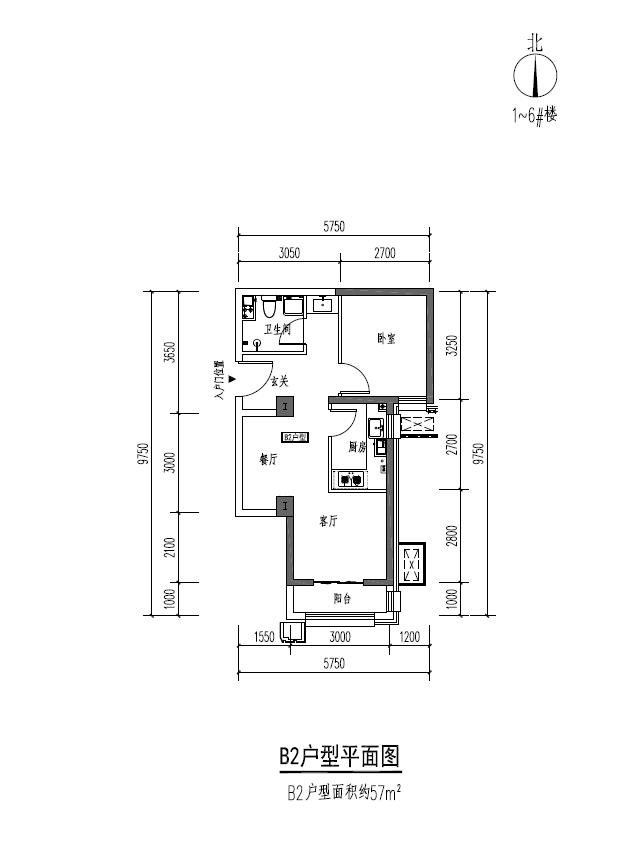 北
1~6#楼
5750
3050
2700
3650
3000
2100
1000
9750
3250
2700
2800
1000
9750
卫生间
卧室
入户门位置
玄关
B2户型
餐厅
厨房
客厅
阳台
1550
3000
1200
5750
B2户型平面图
B2户型面积约57m²